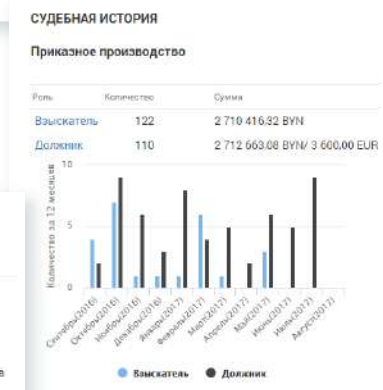 СУДЕБНАЯ ИСТОРИЯ
Приказное производство
Роль Количество Сумма
Взыскатель 122 2 710 416.32 BYN
Должник 110 2 712 663.08 BYN/ 3 600.00 EUR
Количество за 12 месяцев
10
5
0
Сентябрь(2016) Октябрь(2016) Ноябрь(2016) Декабрь(2016) Январь(2017) Февраль(2017) Март(2017) Апрель(2017) Май(2017) Июнь(2017) Июль(2017) Август(2017)
Взыскатель Должник